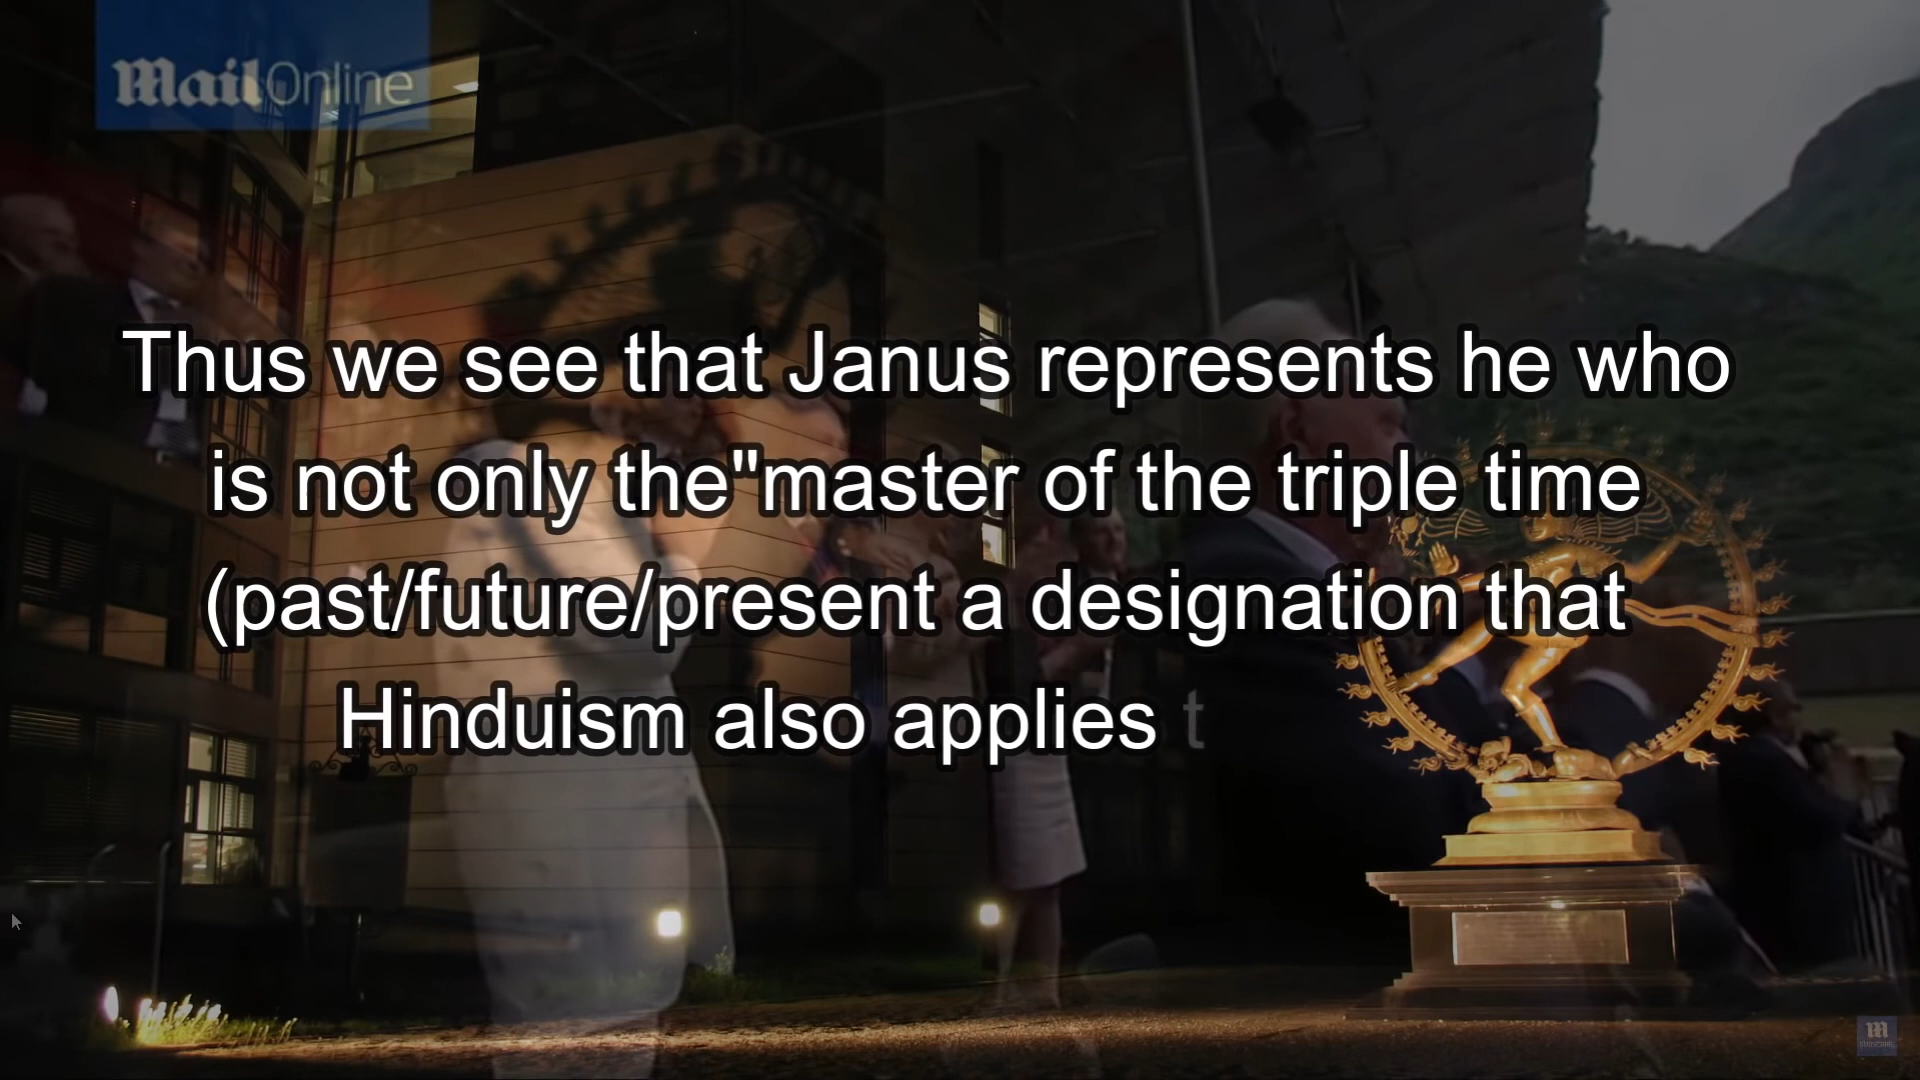 MailOnline
Thus we see that Janus represents he who
is not only the"master of the triple time
(past/future/present a designation that
Hinduism also applies t